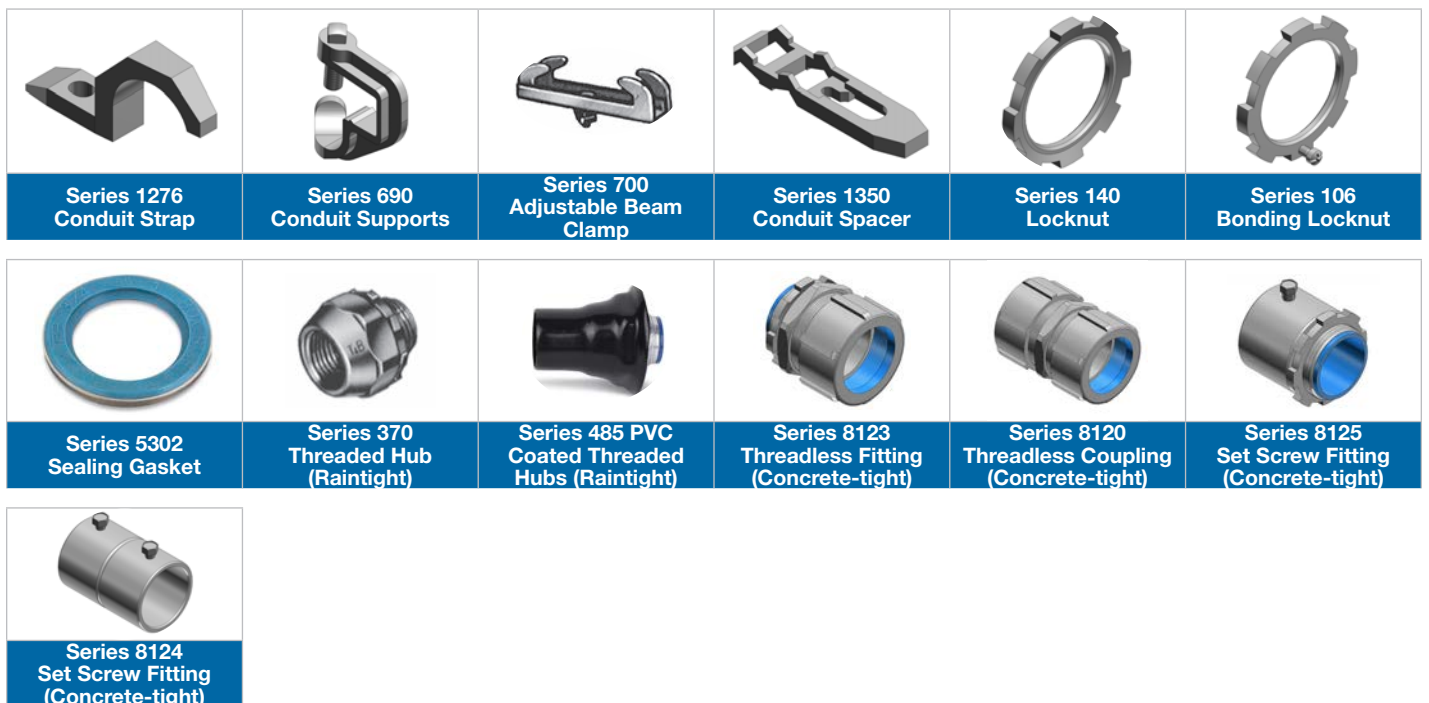 Series 1276
Conduit Strap
Series 690
Conduit Supports
Series 700
Adjustable Beam
Clamp
Series 1350
Conduit Spacer
Series 140
Locknut
Series 106
Bonding Locknut
T&B
Series 5302
Sealing Gasket
Series 370
Threaded Hub
(Raintight)
Series 485 PVC
Coated Threaded
Hubs (Raintight)
Series 8123
Threadless Fitting
(Concrete-tight)
Series 8120
Threadless Coupling
(Concrete-tight)
Series 8125
Set Screw Fitting
(Concrete-tight)
Series 8124
Set Screw Fitting
(Concrete-tight)